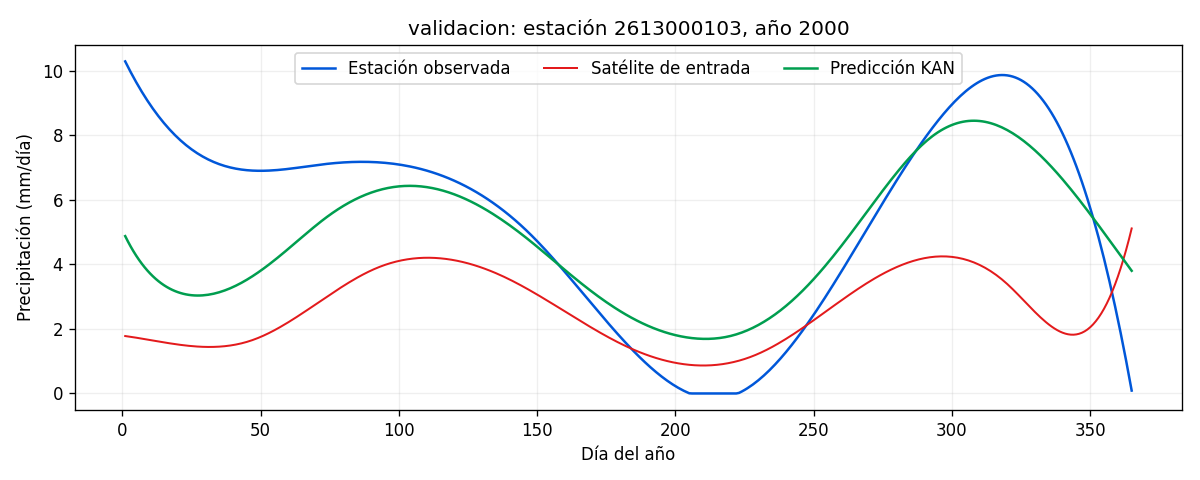 validacion: estación 2613000103, año 2000
Estación observada
Satélite de entrada
Predicción KAN
Precipitación (mm/día)
10
8
6
4
2
0
0 50 100 150 200 250 300 350
Día del año